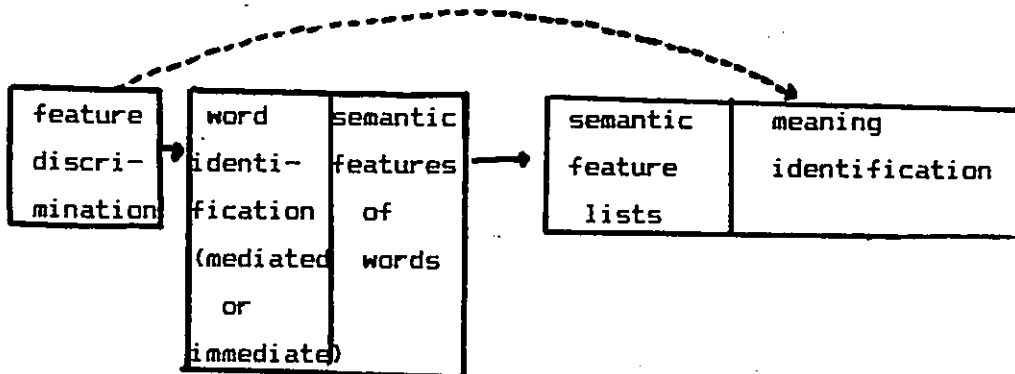 feature
discri-
mination
word
identi-
fication
(mediated
or
immediate)
semantic
features
of
words
semantic
feature
lists
meaning
identification